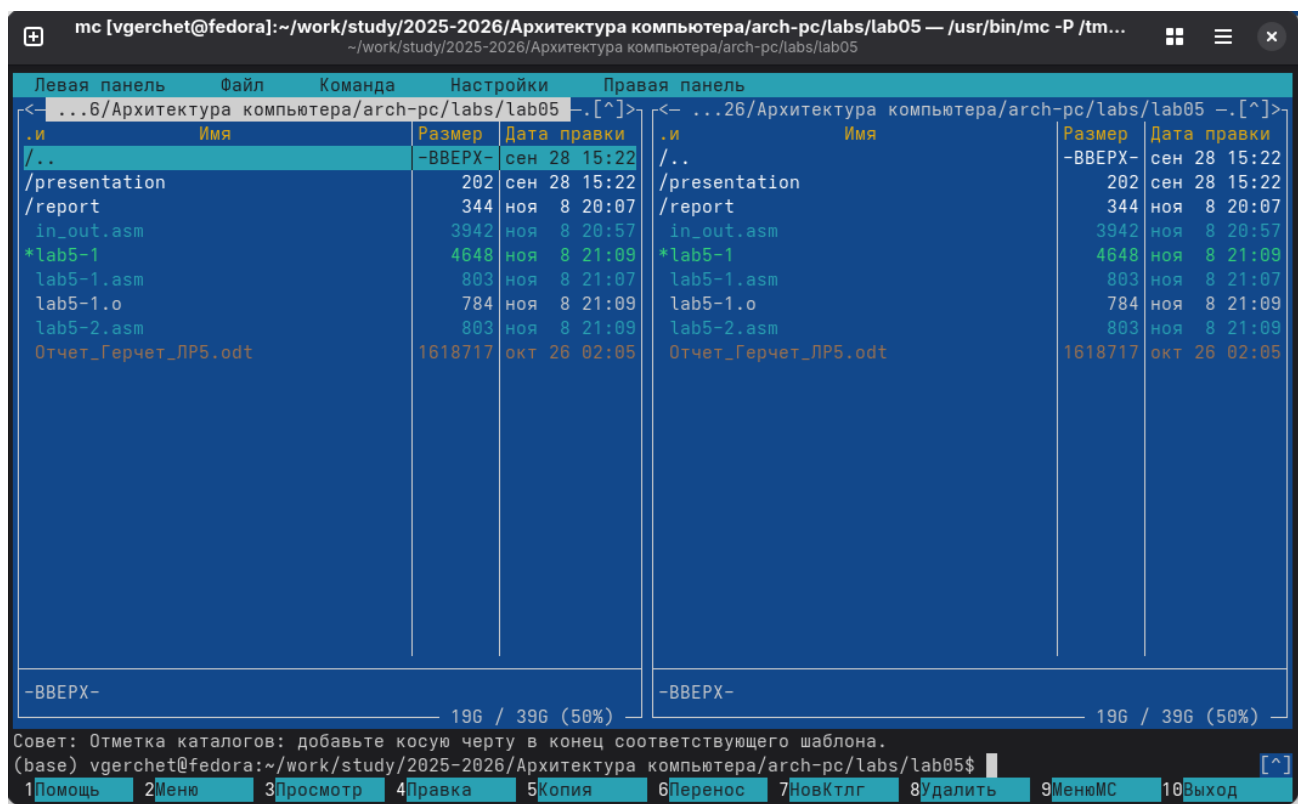 mc [vgerchet@fedora]:~/work/study/2025-2026/Архитектура компьютера/arch-pc/labs/lab05 — /usr/bin/mc -P /tm…
~/work/study/2025-2026/Архитектура компьютера/arch-pc/labs/lab05
Левая панель Файл Команда Настройки Правая панель
<— ...6/Архитектура компьютера/arch-pc/labs/lab05 —.[^]> <— ...26/Архитектура компьютера/arch-pc/labs/lab05 —.[^]>
.и Имя Размер Дата правки .и Имя Размер Дата правки
/.. -ВВЕРХ- сен 28 15:22 /.. -ВВЕРХ- сен 28 15:22
/presentation 202 сен 28 15:22 /presentation 202 сен 28 15:22
/report 344 ноя 8 20:07 /report 344 ноя 8 20:07
in_out.asm 3942 ноя 8 20:57 in_out.asm 3942 ноя 8 20:57
*lab5-1 4648 ноя 8 21:09 *lab5-1 4648 ноя 8 21:09
lab5-1.asm 803 ноя 8 21:07 lab5-1.asm 803 ноя 8 21:07
lab5-1.o 784 ноя 8 21:09 lab5-1.o 784 ноя 8 21:09
lab5-2.asm 803 ноя 8 21:09 lab5-2.asm 803 ноя 8 21:09
Отчет_Герчет_ЛР5.odt 1618717 окт 26 02:05 Отчет_Герчет_ЛР5.odt 1618717 окт 26 02:05
-ВВЕРХ- -ВВЕРХ-
19G / 39G (50%) 19G / 39G (50%)
Совет: Отметка каталогов: добавьте косую черту в конец соответствующего шаблона.
(base) vgerchet@fedora:~/work/study/2025-2026/Архитектура компьютера/arch-pc/labs/lab05$ [^]
1Помощь 2Меню 3Просмотр 4Правка 5Копия 6Перенос 7НовКтлг 8Удалить 9МенюMC 10Выход